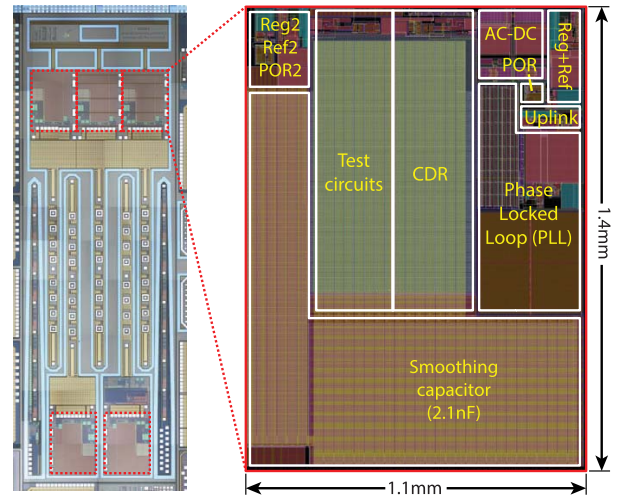 Reg2
Ref2
POR2
AC-DC
POR
Reg+Ref
Uplink
Test
circuits
CDR
Phase
Locked
Loop (PLL)
1.4mm
Smoothing
capacitor
(2.1nF)
1.1mm